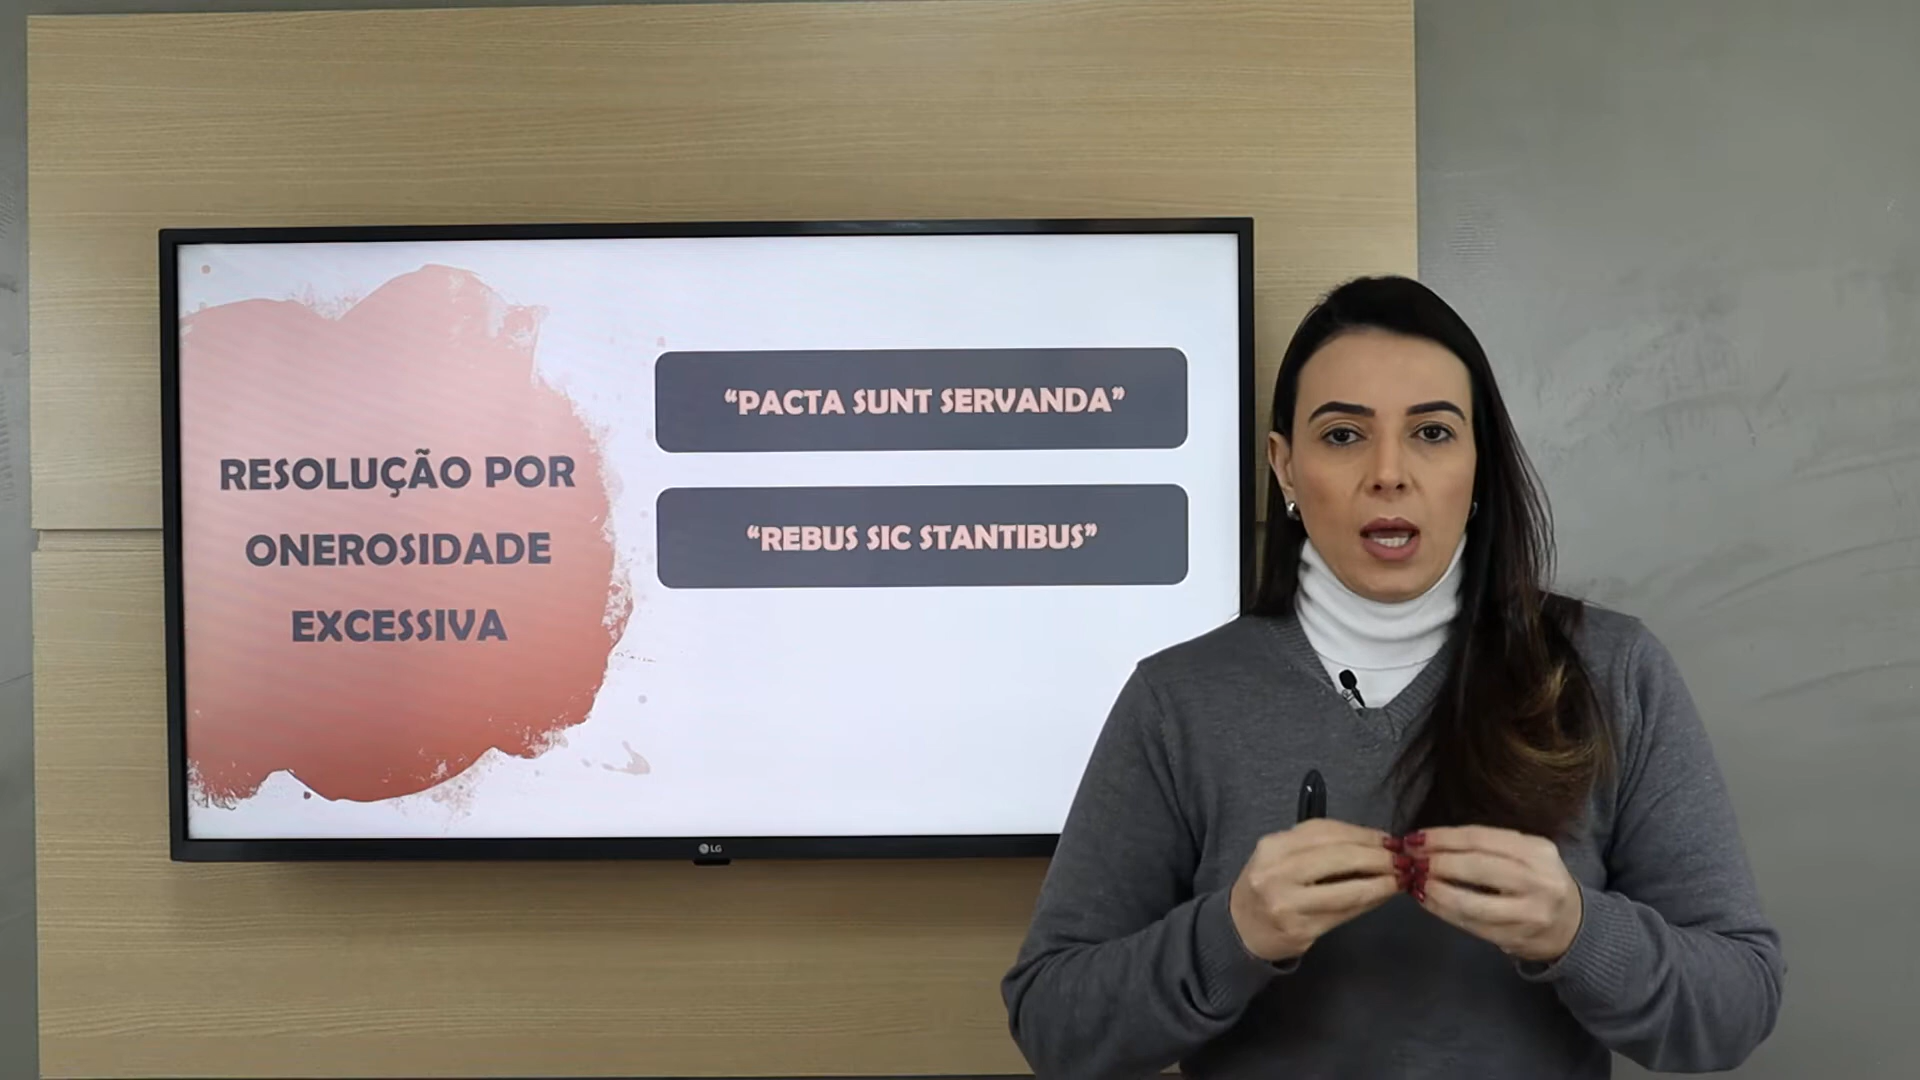 RESOLUÇÃO POR
ONEROSIDADE
EXCESSIVA
“PACTA SUNT SERVANDA”
“REBUS SIC STANTIBUS”
LG